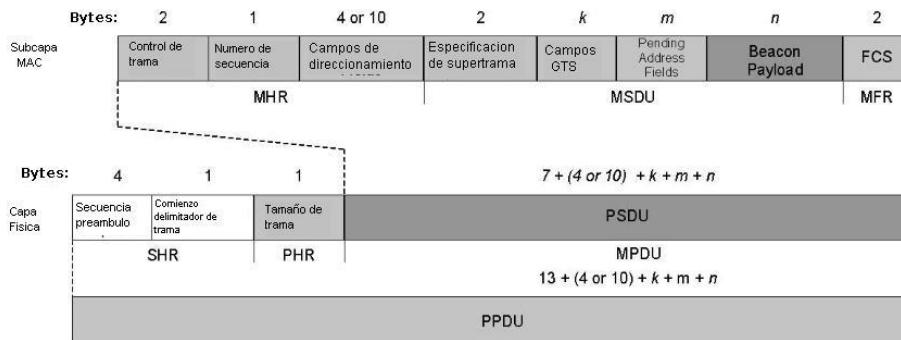 Bytes: 2 1 4 or 10 2 k m n 2
Subcapa MAC
Control de trama
Numero de secuencia
Campos de direccionamiento
Especificacion de supertrama
Campos GTS
Pending Address Fields
Beacon Payload
FCS
MHR MSDU MFR
Bytes: 4 1 1 7 + (4 or 10) + k + m + n
Capa Fisica
Secuencia preambulo
Comienzo delimitador de trama
Tamaño de trama
PSDU
SHR PHR MPDU
13 + (4 or 10) + k + m + n
PPDU